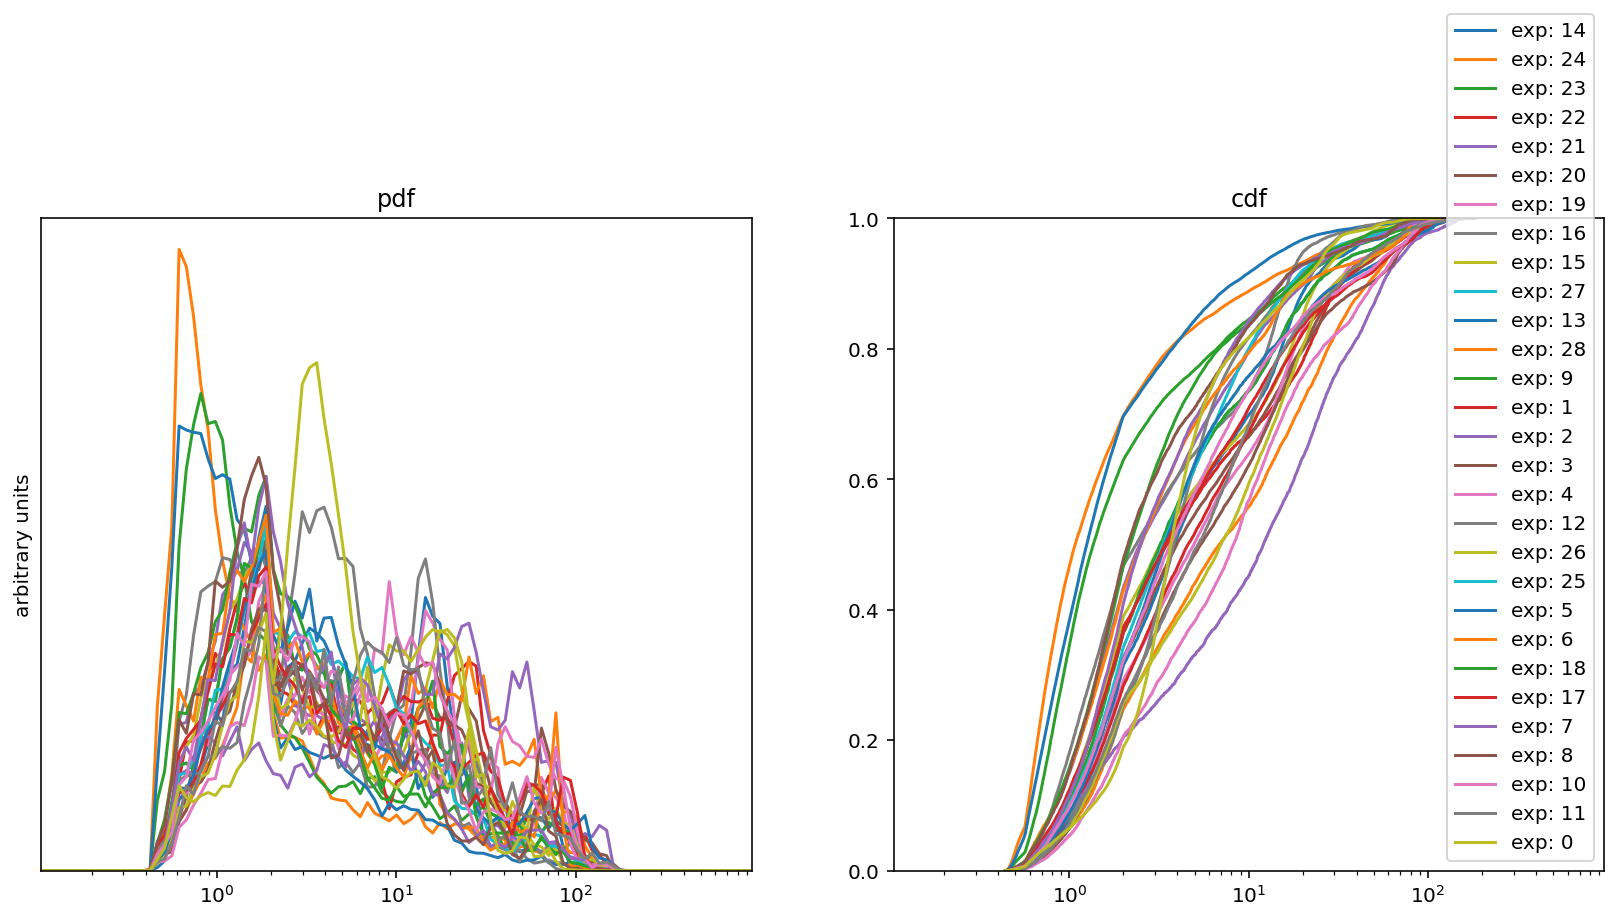 pdf
arbitrary units
10⁰ 10¹ 10²
cdf
1.0
0.8
0.6
0.4
0.2
0.0
10⁰ 10¹ 10²
exp: 14
exp: 24
exp: 23
exp: 22
exp: 21
exp: 20
exp: 19
exp: 16
exp: 15
exp: 27
exp: 13
exp: 28
exp: 9
exp: 1
exp: 2
exp: 3
exp: 4
exp: 12
exp: 26
exp: 25
exp: 5
exp: 6
exp: 18
exp: 17
exp: 7
exp: 8
exp: 10
exp: 11
exp: 0